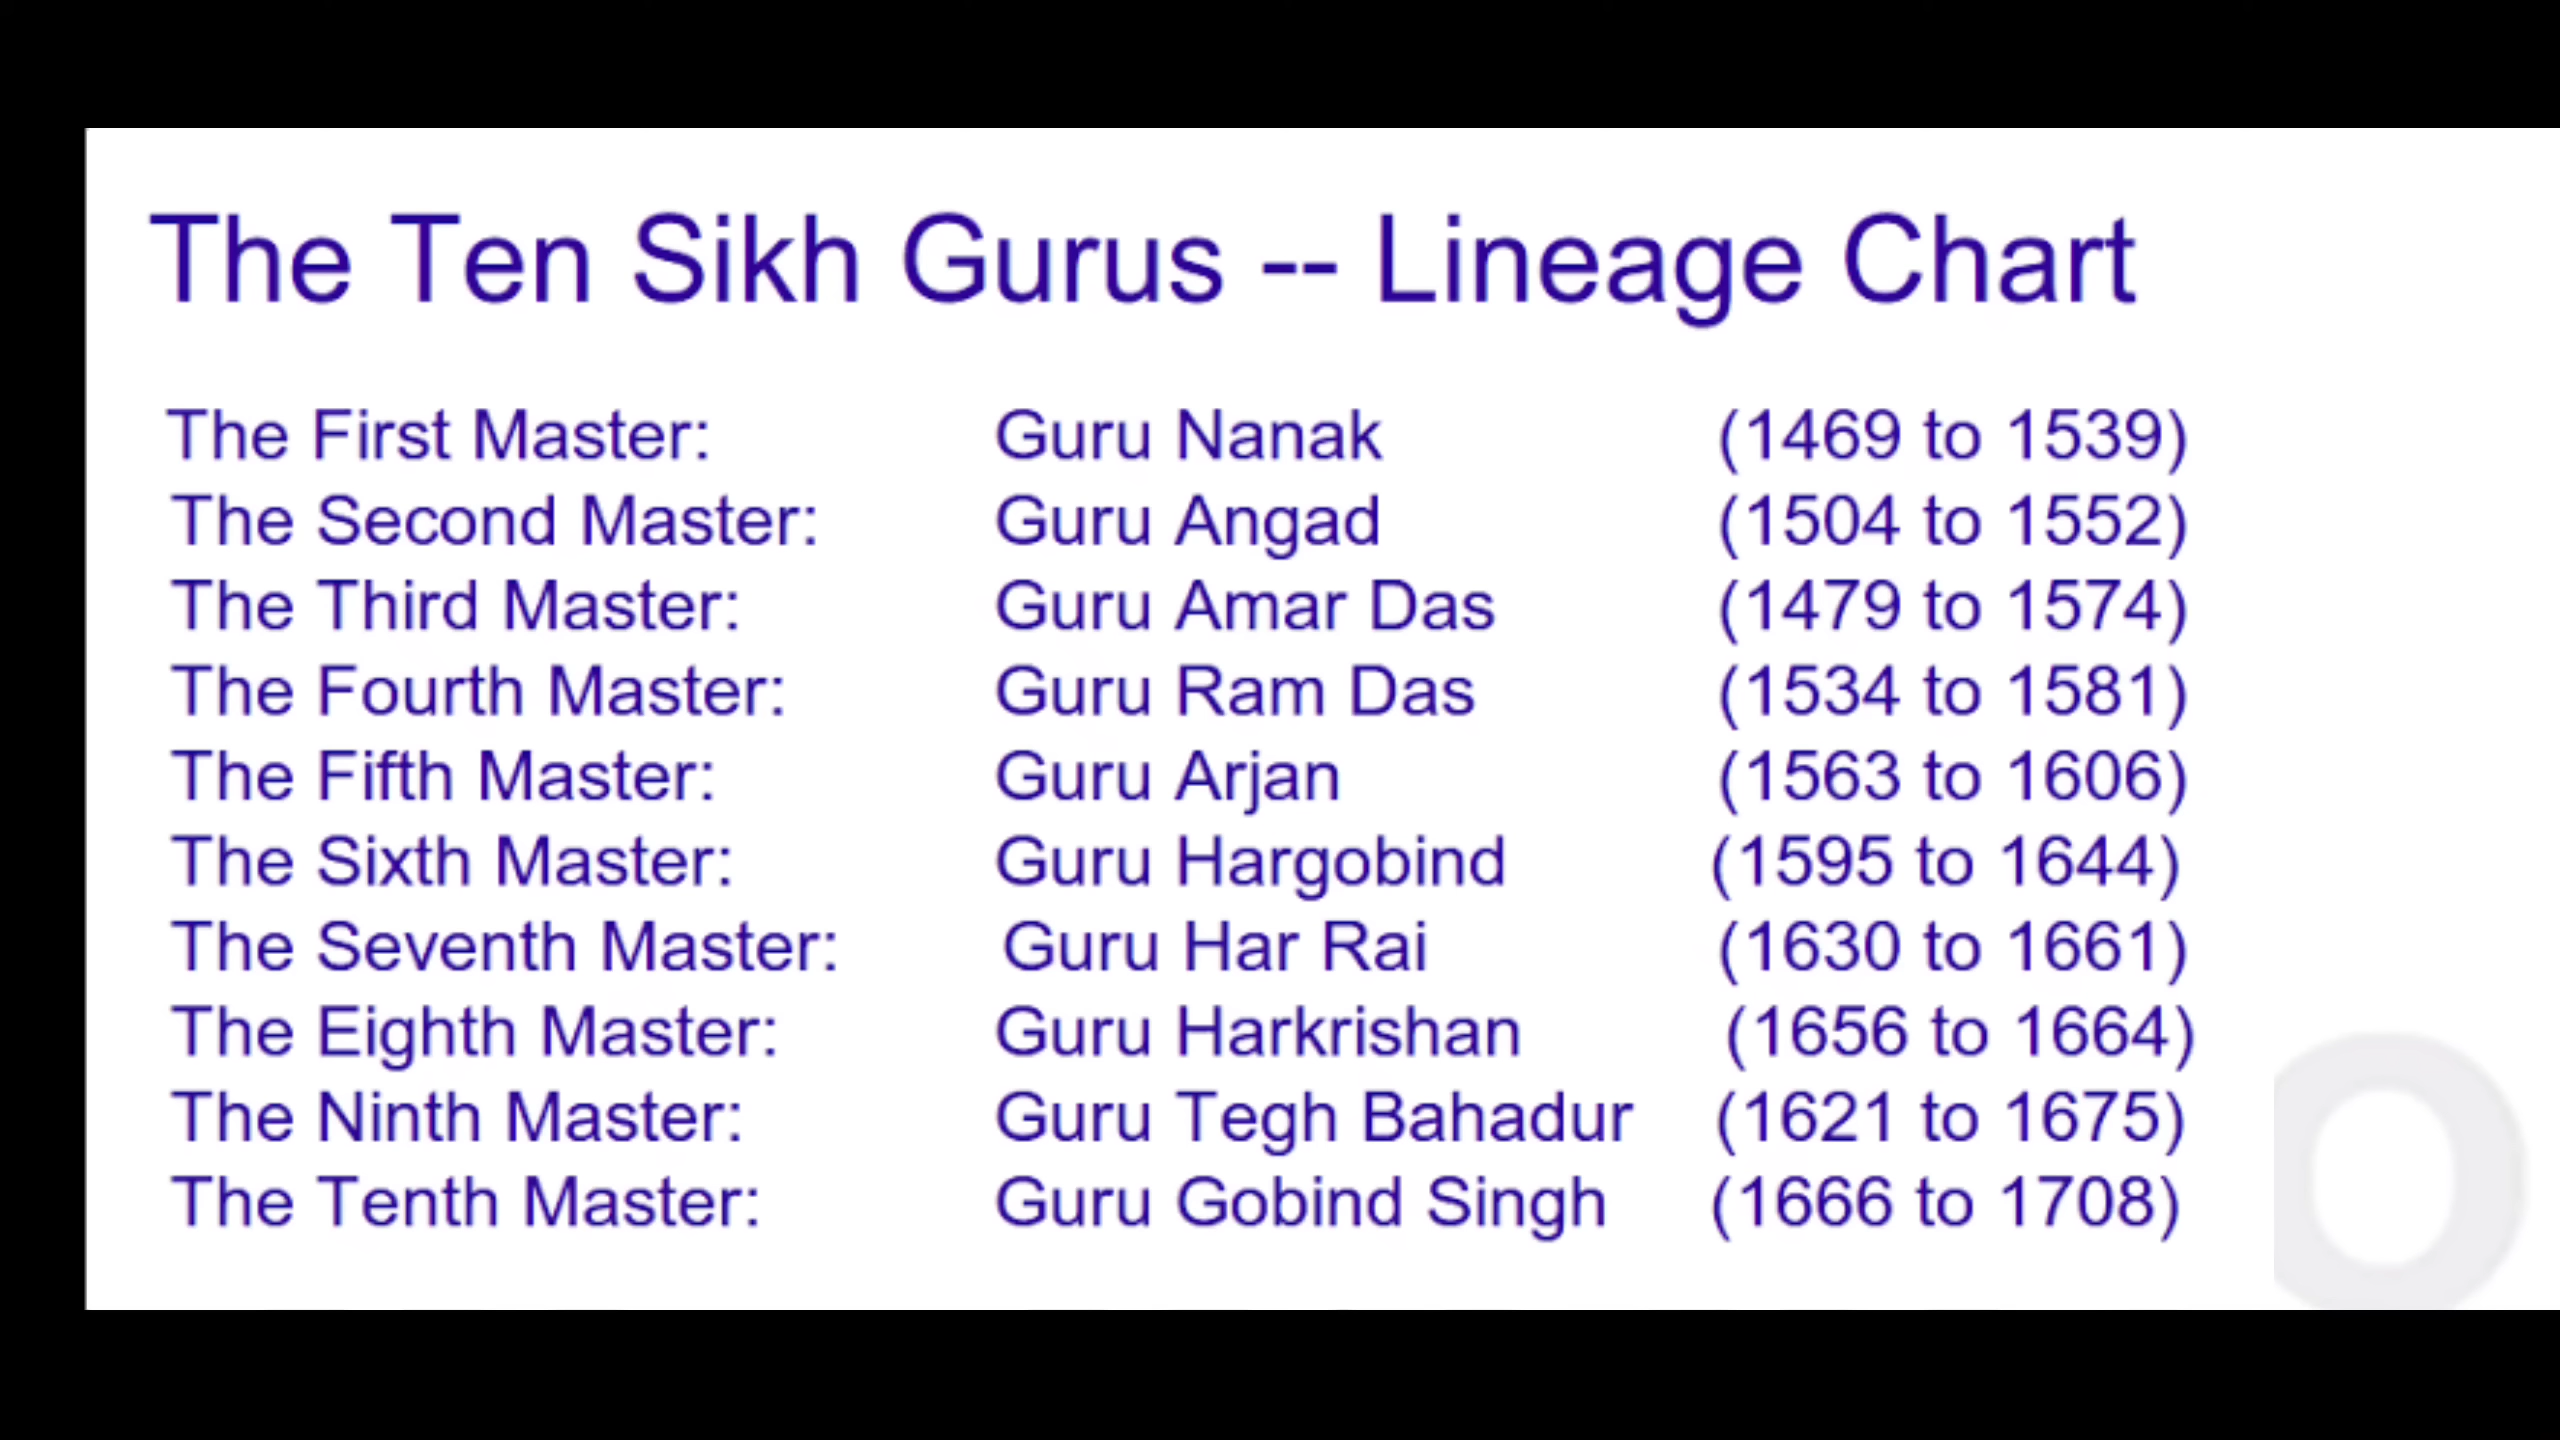 The Ten Sikh Gurus -- Lineage Chart
The First Master: Guru Nanak (1469 to 1539)
The Second Master: Guru Angad (1504 to 1552)
The Third Master: Guru Amar Das (1479 to 1574)
The Fourth Master: Guru Ram Das (1534 to 1581)
The Fifth Master: Guru Arjan (1563 to 1606)
The Sixth Master: Guru Hargobind (1595 to 1644)
The Seventh Master: Guru Har Rai (1630 to 1661)
The Eighth Master: Guru Harkrishan (1656 to 1664)
The Ninth Master: Guru Tegh Bahadur (1621 to 1675)
The Tenth Master: Guru Gobind Singh (1666 to 1708)